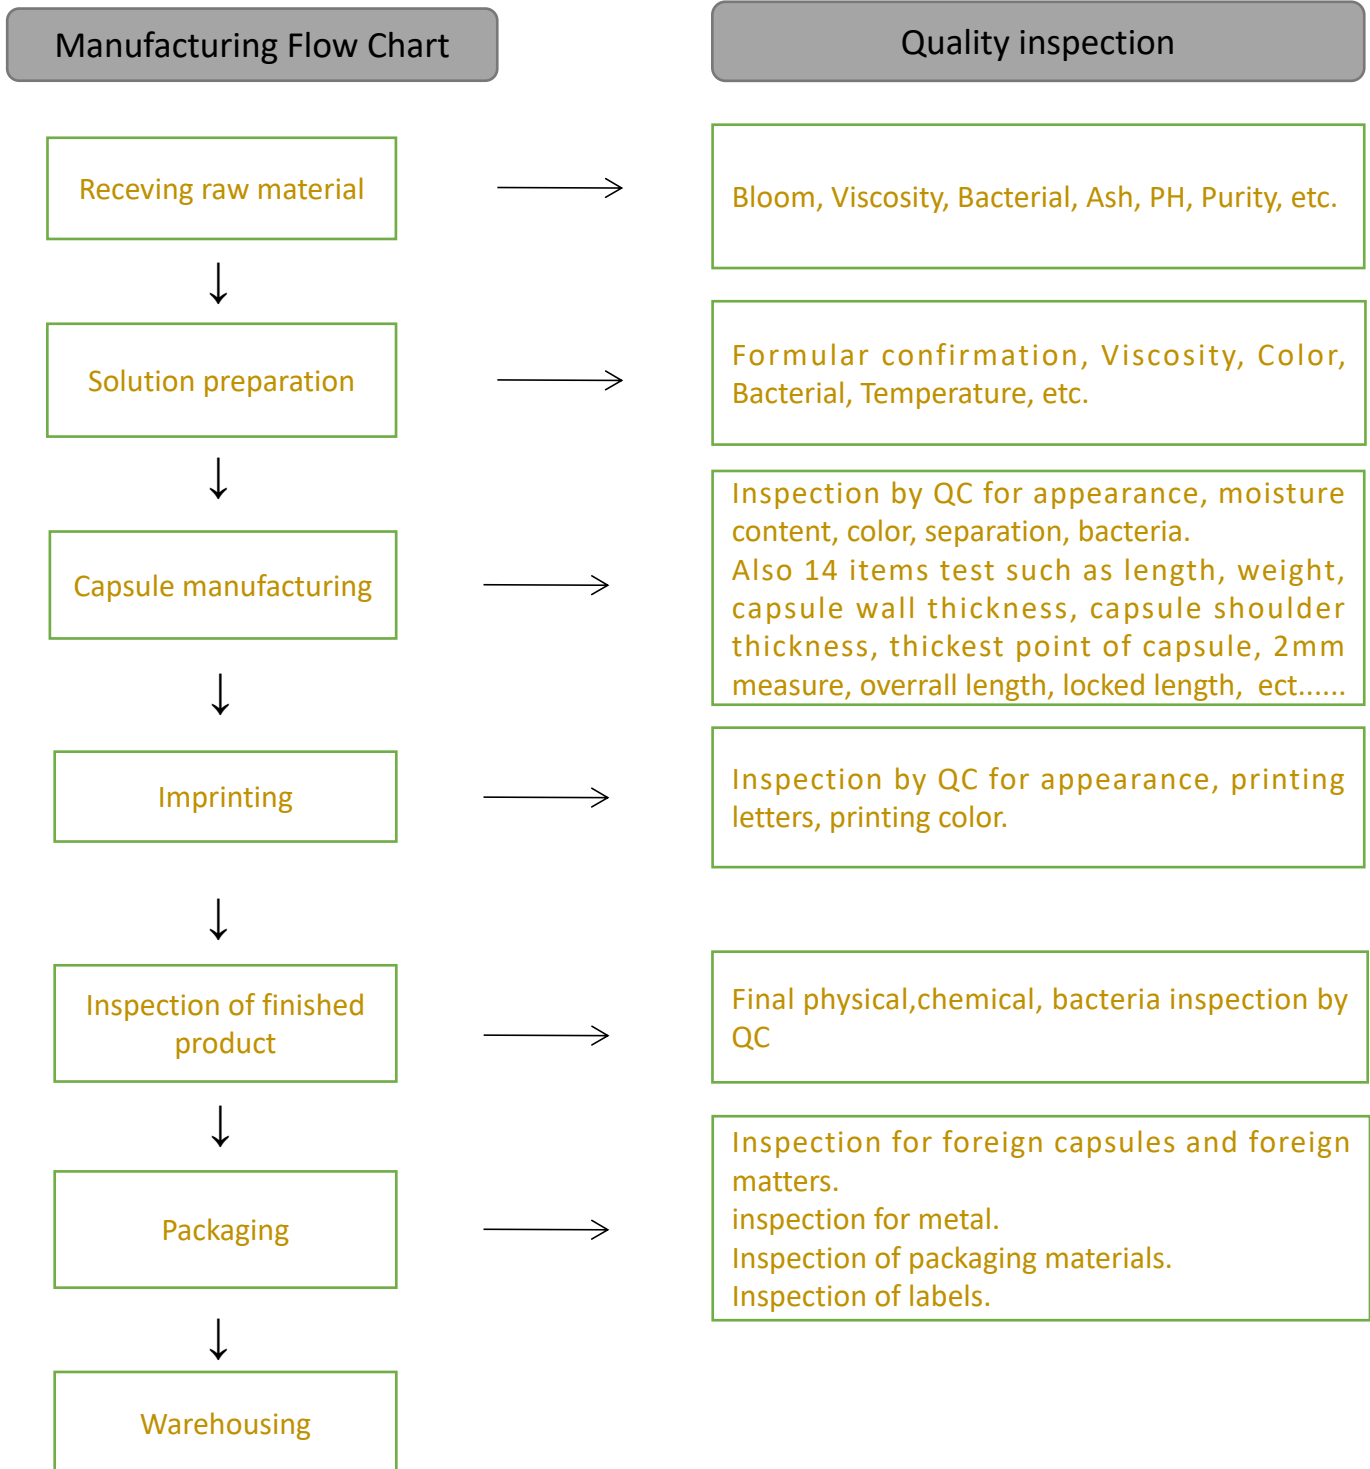 Manufacturing Flow Chart
Quality inspection
Receving raw material
Bloom, Viscosity, Bacterial, Ash, PH, Purity, etc.
Solution preparation
Formular confirmation, Viscosity, Color,
Bacterial, Temperature, etc.
Capsule manufacturing
Inspection by QC for appearance, moisture
content, color, separation, bacteria.
Also 14 items test such as length, weight,
capsule wall thickness, capsule shoulder
thickness, thickest point of capsule, 2mm
measure, overrall length, locked length, ect......
Imprinting
Inspection by QC for appearance, printing
letters, printing color.
Inspection of finished
product
Final physical,chemical, bacteria inspection by
QC
Packaging
Inspection for foreign capsules and foreign
matters.
inspection for metal.
Inspection of packaging materials.
Inspection of labels.
Warehousing